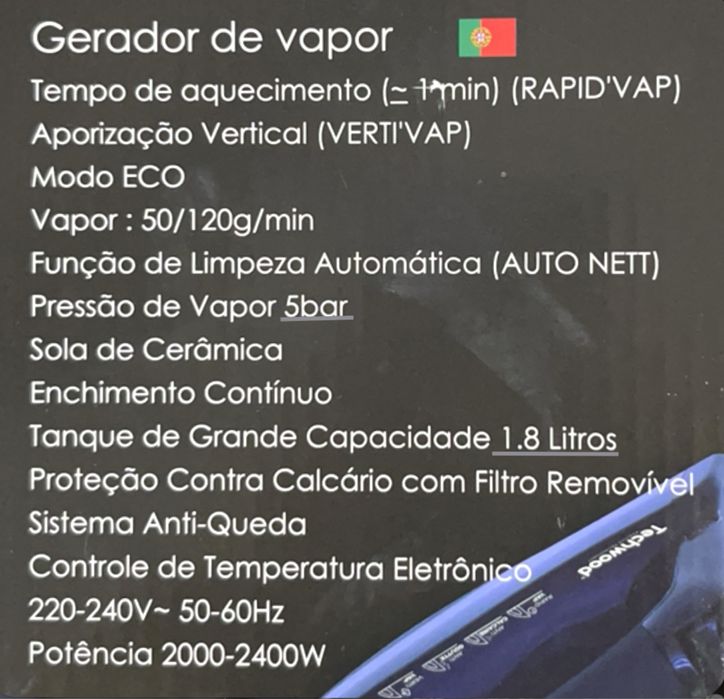 Gerador de vapor
Tempo de aquecimento (≃ 1 min) (RAPID'VAP)
Aporização Vertical (VERTI'VAP)
Modo ECO
Vapor : 50/120g/min
Função de Limpeza Automática (AUTO NETT)
Pressão de Vapor 5bar
Sola de Cerâmica
Enchimento Contínuo
Tanque de Grande Capacidade 1.8 Litros
Proteção Contra Calcário com Filtro Removível
Sistema Anti-Queda
Controle de Temperatura Eletrônico
220-240V~ 50-60Hz
Potência 2000-2400W
Techwood